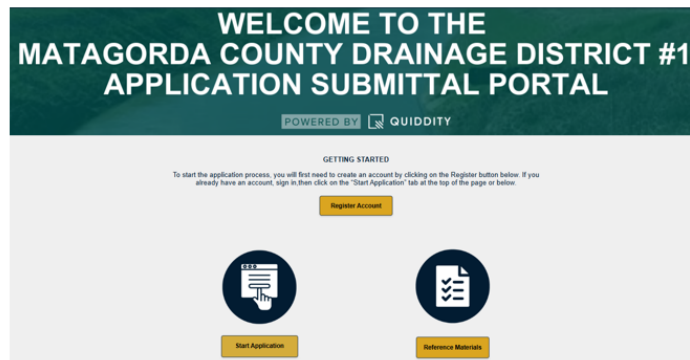 WELCOME TO THE
MATAGORDA COUNTY DRAINAGE DISTRICT #1
APPLICATION SUBMITTAL PORTAL
POWERED BY QUIDDITY
GETTING STARTED
To start the application process, you will first need to create an account by clicking on the Register button below. If you
already have an account, sign in,then click on the "Start Application" tab at the top of the page or below.
Register Account
Start Application
Reference Materials